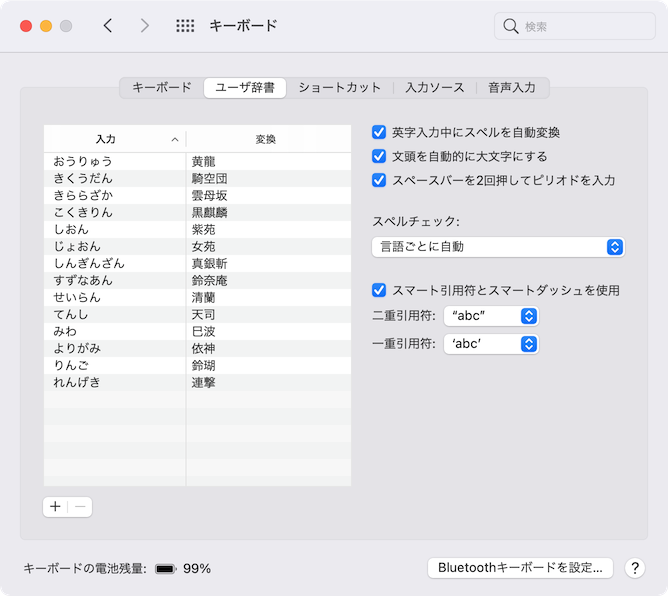 キーボード
検索
キーボード ユーザ辞書 ショートカット 入力ソース 音声入力
入力 変換
おうりゅう 黄龍
きくうだん 騎空団
きららざか 雲母坂
こくきりん 黒麒麟
しおん 紫苑
じょおん 女苑
しんぎんざん 真銀斬
すずなあん 鈴奈庵
せいらん 清蘭
てんし 天司
みわ 巳波
よりがみ 依神
りんご 鈴瑚
れんげき 連撃
英字入力中にスペルを自動変換
文頭を自動的に大文字にする
スペースバーを2回押してピリオドを入力
スペルチェック:
言語ごとに自動
スマート引用符とスマートダッシュを使用
二重引用符: “abc”
一重引用符: ‘abc’
+ −
キーボードの電池残量: 99%
Bluetoothキーボードを設定... ?